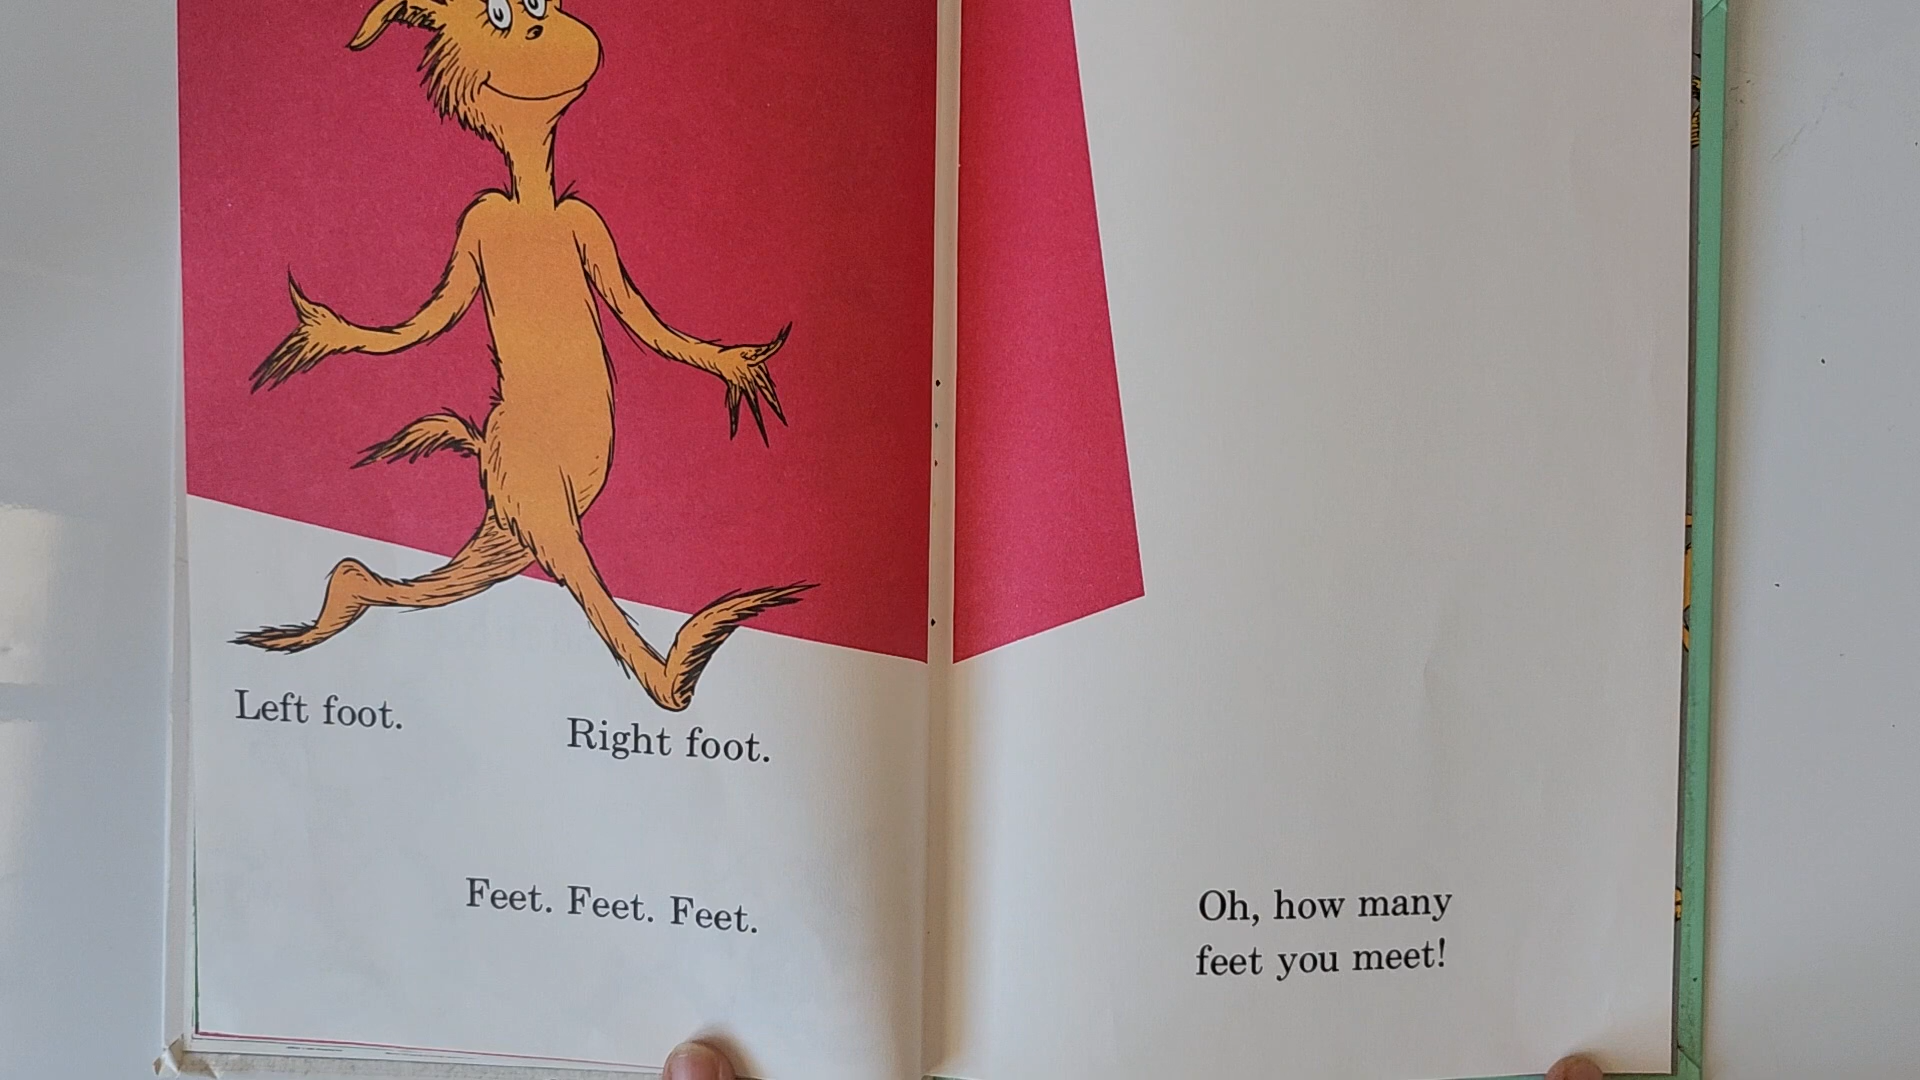 Left foot.
Right foot.
Feet. Feet. Feet.
Oh, how many
feet you meet!